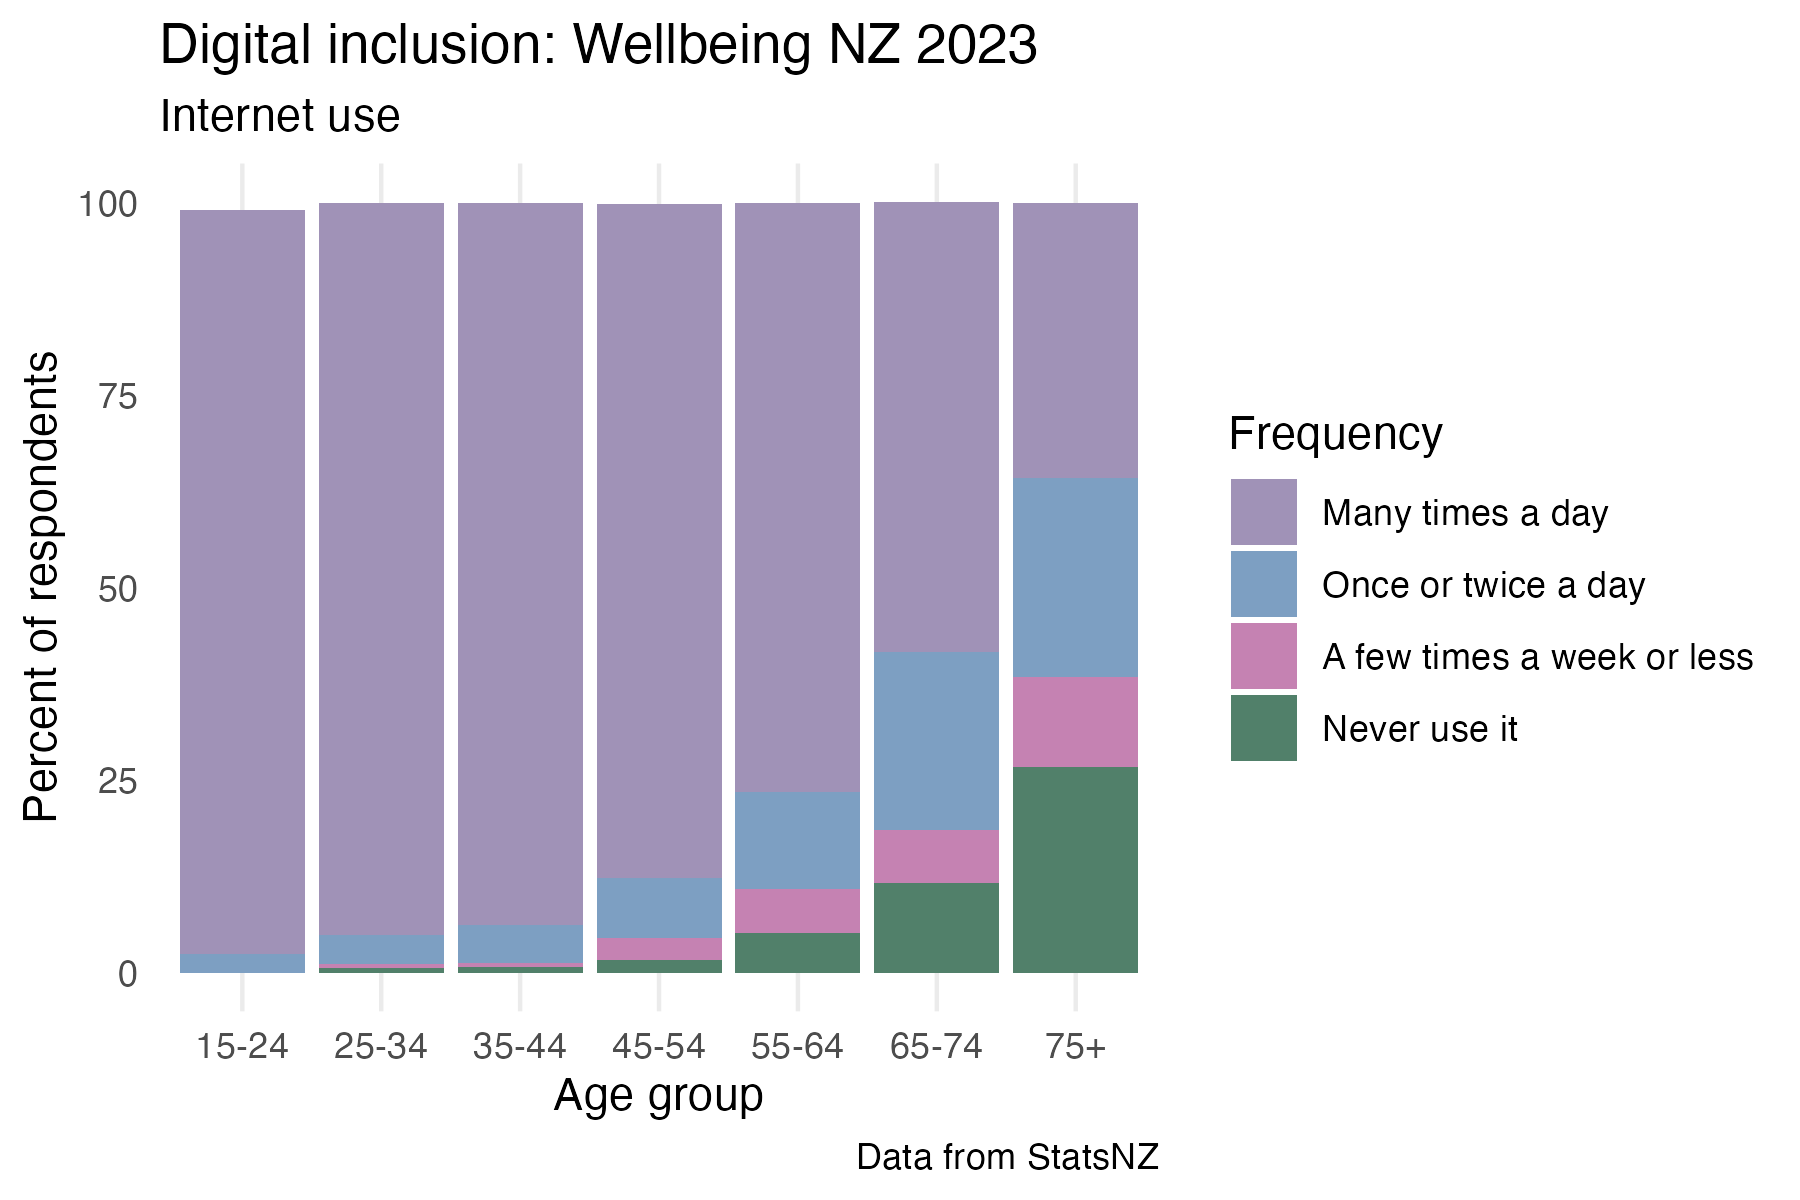 Digital inclusion: Wellbeing NZ 2023
Internet use
Percent of respondents
100
75
50
25
0
15-24 25-34 35-44 45-54 55-64 65-74 75+
Age group
Frequency
Many times a day
Once or twice a day
A few times a week or less
Never use it
Data from StatsNZ